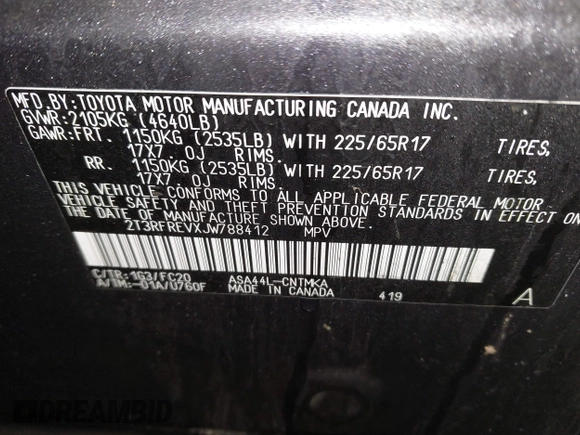 MFD.BY:TOYOTA MOTOR MANUFACTURING CANADA INC.
GVWR:2105KG (4640LB)
GAWR:FRT. 1150KG (2535LB) WITH 225/65R17 TIRES,
17X7 0J RIMS.
RR. 1150KG (2535LB) WITH 225/65R17 TIRES,
17X7 0J RIMS.
THIS VEHICLE CONFORMS TO ALL APPLICABLE FEDERAL MOTOR
VEHICLE SAFETY AND THEFT PREVENTION STANDARDS IN EFFECT ON
THE DATE OF MANUFACTURE SHOWN ABOVE.
2T3RFREVXJW788412 MPV
C/TR:1G3/FC20 ASA44L-CNTMKA
A/TM:-01A/U760F MADE IN CANADA 419 A
DREAMBID